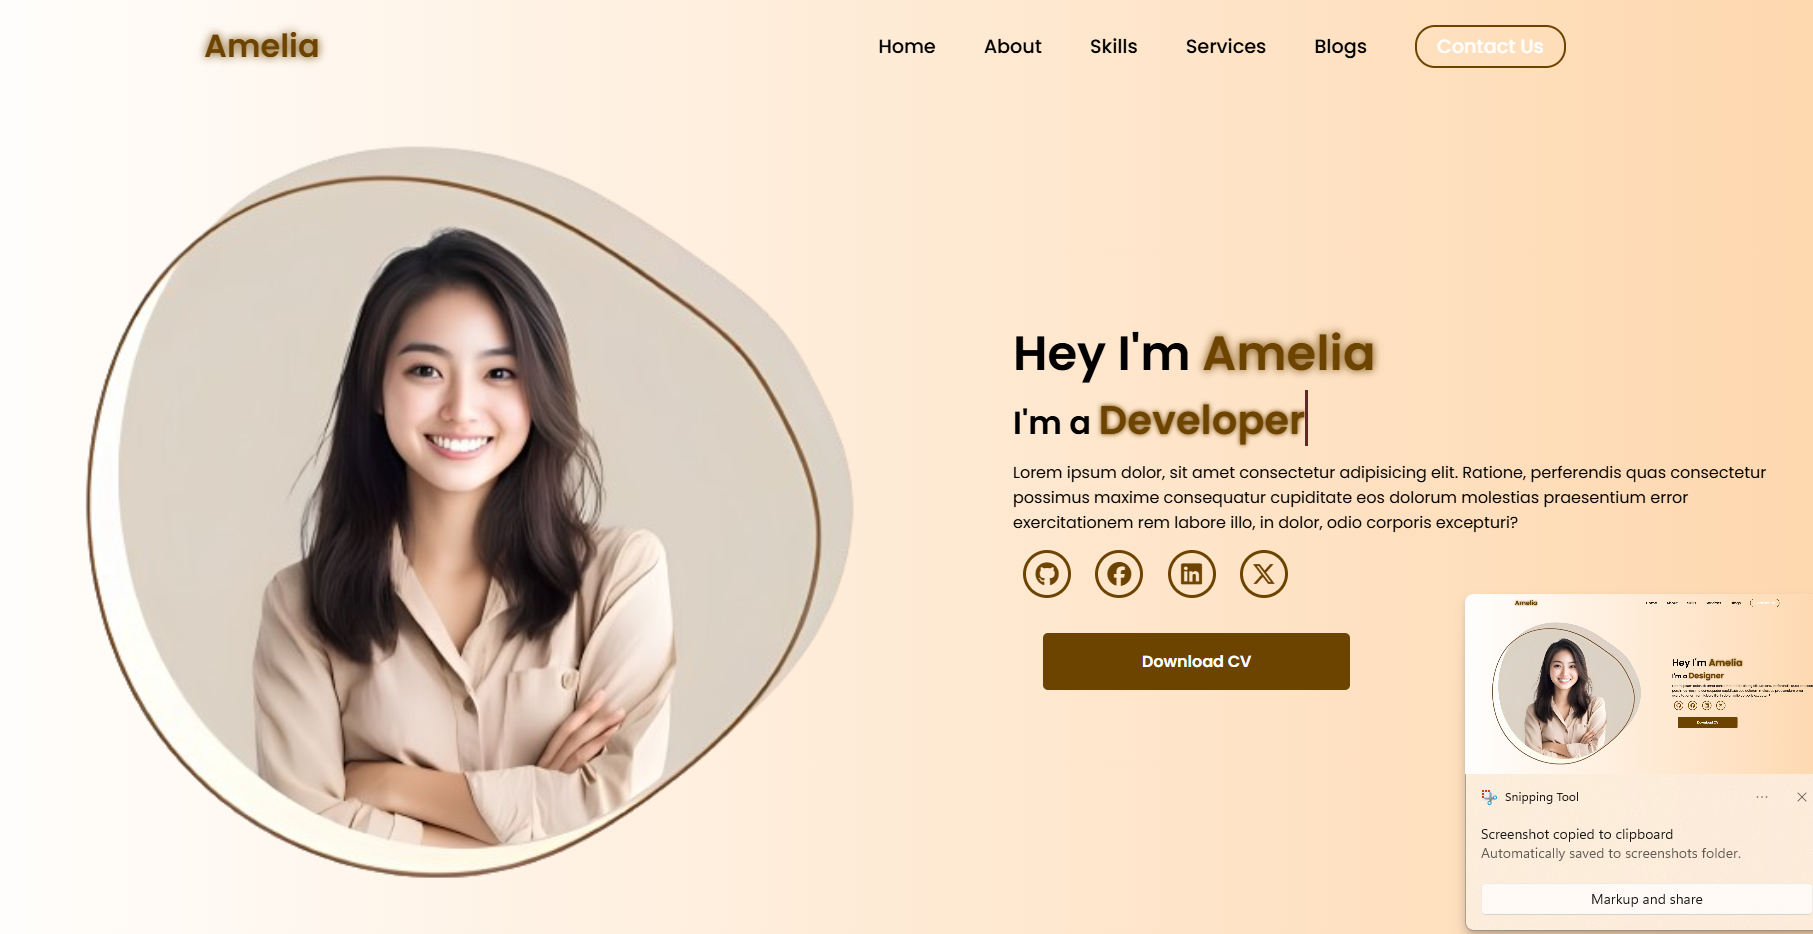 Amelia
Home About Skills Services Blogs Contact Us
Hey I'm Amelia
I'm a Developer
Lorem ipsum dolor, sit amet consectetur adipisicing elit. Ratione, perferendis quas consectetur
possimus maxime consequatur cupiditate eos dolorum molestias praesentium error
exercitationem rem labore illo, in dolor, odio corporis excepturi?
Download CV
Amelia
Hey I'm Amelia
I'm a Designer
Download CV
Snipping Tool
Screenshot copied to clipboard
Automatically saved to screenshots folder.
Markup and share